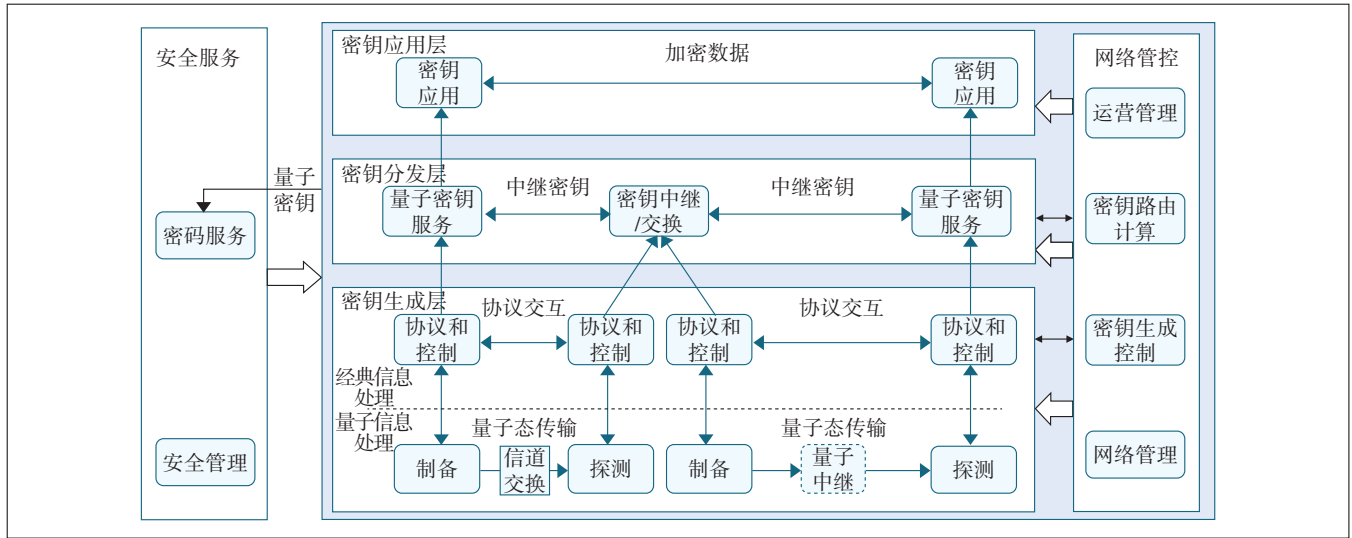 安全服务
量子
密钥
密码服务
安全管理
密钥应用层
加密数据
密钥
应用
密钥
应用
密钥分发层
中继密钥
中继密钥
量子密钥
服务
密钥中继
/交换
量子密钥
服务
密钥生成层
协议交互
协议交互
协议和
控制
协议和
控制
协议和
控制
协议和
控制
经典信息
处理
量子信息
处理
量子态传输
量子态传输
制备
信道
交换
探测
制备
量子
中继
探测
网络管控
运营管理
密钥路由
计算
密钥生成
控制
网络管理